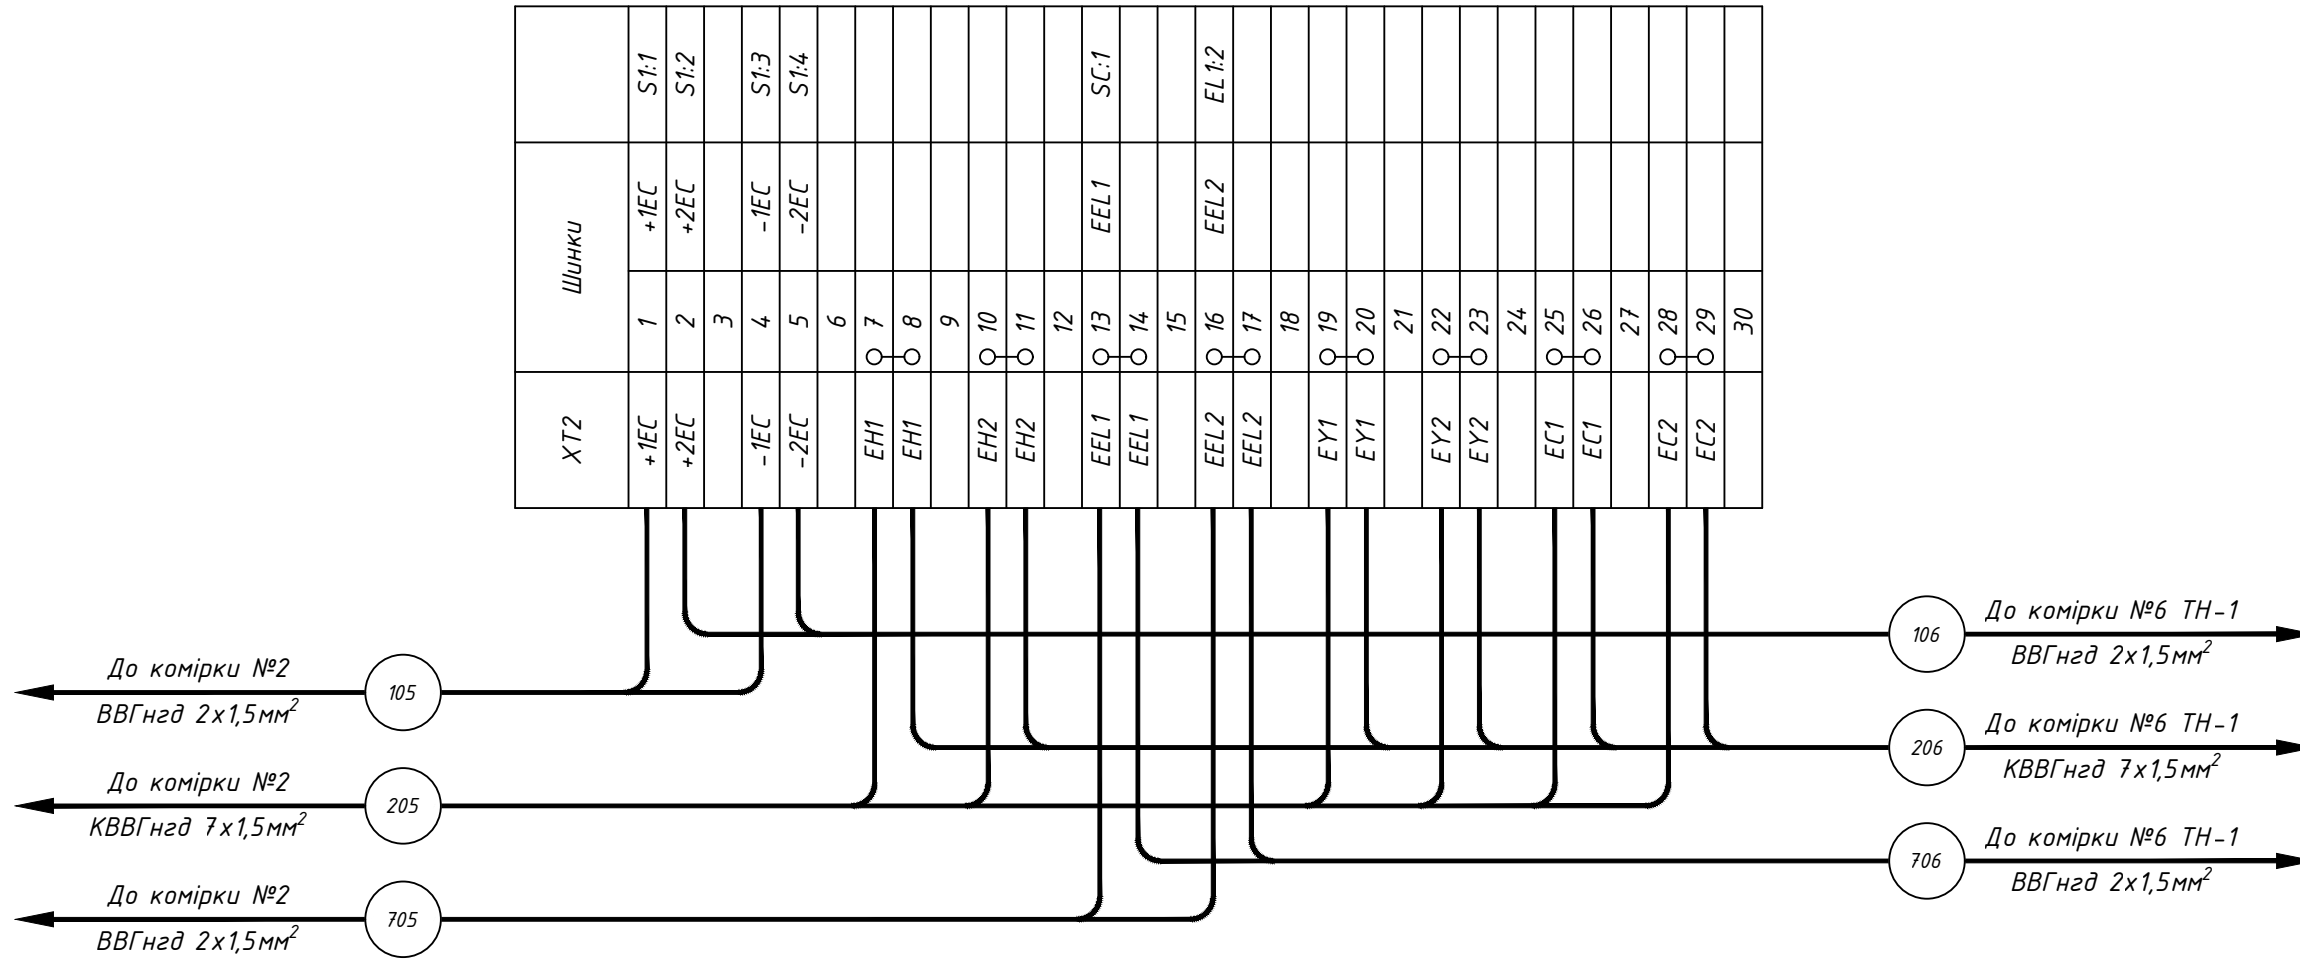 S1:1 S1:2 S1:3 S1:4 SC:1 EL1:2
Шинки
+1EC +2EC -1EC -2EC EEL1 EEL2
1 2 3 4 5 6 7 8 9 10 11 12 13 14 15 16 17 18 19 20 21 22 23 24 25 26 27 28 29 30
XT2 +1EC +2EC -1EC -2EC EH1 EH1 EH2 EH2 EEL1 EEL1 EEL2 EEL2 EY1 EY1 EY2 EY2 EC1 EC1 EC2 EC2
106 До комірки №6 ТН-1
ВВГнгд 2х1,5мм²
До комірки №2 105
ВВГнгд 2х1,5мм²
206 До комірки №6 ТН-1
КВВГнгд 7х1,5мм²
До комірки №2 205
КВВГнгд 7х1,5мм²
706 До комірки №6 ТН-1
ВВГнгд 2х1,5мм²
До комірки №2 705
ВВГнгд 2х1,5мм²